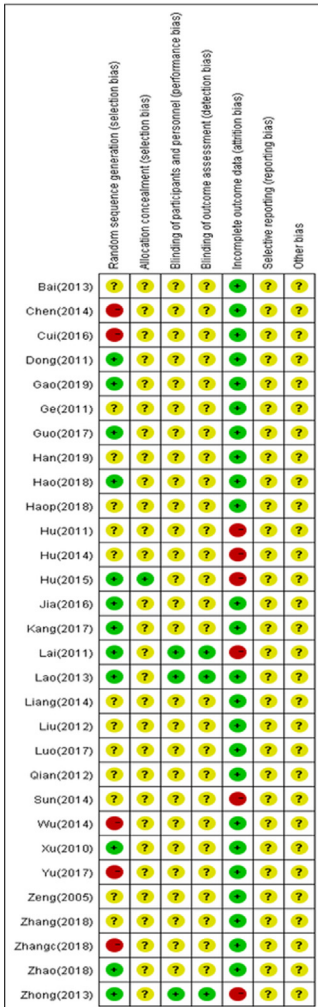 Random sequence generation (selection bias)
Allocation concealment (selection bias)
Blinding of participants and personnel (performance bias)
Blinding of outcome assessment (detection bias)
Incomplete outcome data (attrition bias)
Selective reporting (reporting bias)
Other bias
Bai(2013) ? ? ? ? + ? ?
Chen(2014) - ? ? ? + ? ?
Cui(2016) - ? ? ? + ? ?
Dong(2011) + ? ? ? + ? ?
Gao(2019) + ? ? ? + ? ?
Ge(2011) ? ? ? ? + ? ?
Guo(2017) + ? ? ? + ? ?
Han(2019) ? ? ? ? + ? ?
Hao(2018) + ? ? ? + ? ?
Haop(2018) ? ? ? ? + ? ?
Hu(2011) ? ? ? ? - ? ?
Hu(2014) ? ? ? ? - ? ?
Hu(2015) + + ? ? - ? ?
Jia(2016) + ? ? ? + ? ?
Kang(2017) + ? ? ? + ? ?
Lai(2011) + ? + + - ? ?
Lao(2013) + ? + + + ? ?
Liang(2014) ? ? ? ? + ? ?
Liu(2012) ? ? ? ? + ? ?
Luo(2017) ? ? ? ? + ? ?
Qian(2012) ? ? ? ? + ? ?
Sun(2014) ? ? ? ? - ? ?
Wu(2014) - ? ? ? + ? ?
Xu(2010) + ? ? ? + ? ?
Yu(2017) - ? ? ? + ? ?
Zeng(2005) ? ? ? ? + ? ?
Zhang(2018) ? ? ? ? + ? ?
Zhangc(2018) - ? ? ? + ? ?
Zhao(2018) + ? ? ? + ? ?
Zhong(2013) + ? + + - ? ?